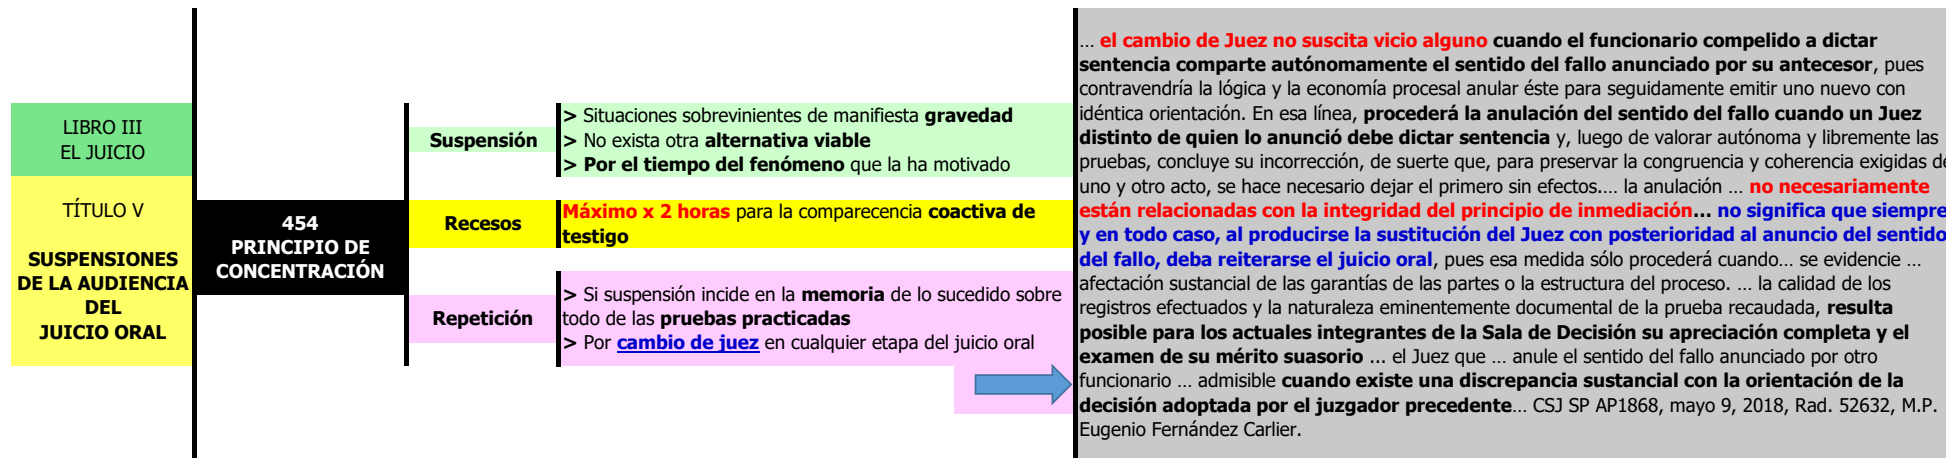 LIBRO III
EL JUICIO
TÍTULO V
SUSPENSIONES
DE LA AUDIENCIA
DEL
JUICIO ORAL
454
PRINCIPIO DE
CONCENTRACIÓN
Suspensión
> Situaciones sobrevinientes de manifiesta gravedad
> No exista otra alternativa viable
> Por el tiempo del fenómeno que la ha motivado
Recesos
Máximo x 2 horas para la comparecencia coactiva de
testigo
Repetición
> Si suspensión incide en la memoria de lo sucedido sobre
todo de las pruebas practicadas
> Por cambio de juez en cualquier etapa del juicio oral
… el cambio de Juez no suscita vicio alguno cuando el funcionario compelido a dictar
sentencia comparte autónomamente el sentido del fallo anunciado por su antecesor, pues
contravendría la lógica y la economía procesal anular éste para seguidamente emitir uno nuevo con
idéntica orientación. En esa línea, procederá la anulación del sentido del fallo cuando un Juez
distinto de quien lo anunció debe dictar sentencia y, luego de valorar autónoma y libremente las
pruebas, concluye su incorrección, de suerte que, para preservar la congruencia y coherencia exigidas de
uno y otro acto, se hace necesario dejar el primero sin efectos.… la anulación … no necesariamente
están relacionadas con la integridad del principio de inmediación… no significa que siempre
y en todo caso, al producirse la sustitución del Juez con posterioridad al anuncio del sentido
del fallo, deba reiterarse el juicio oral, pues esa medida sólo procederá cuando… se evidencie …
afectación sustancial de las garantías de las partes o la estructura del proceso. … la calidad de los
registros efectuados y la naturaleza eminentemente documental de la prueba recaudada, resulta
posible para los actuales integrantes de la Sala de Decisión su apreciación completa y el
examen de su mérito suasorio ... el Juez que … anule el sentido del fallo anunciado por otro
funcionario … admisible cuando existe una discrepancia sustancial con la orientación de la
decisión adoptada por el juzgador precedente… CSJ SP AP1868, mayo 9, 2018, Rad. 52632, M.P.
Eugenio Fernández Carlier.